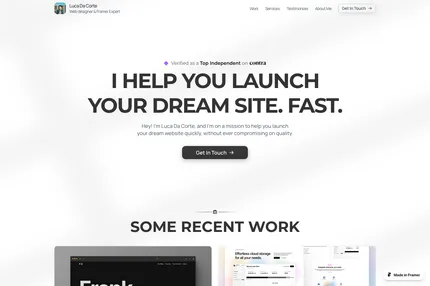 Luca Da Corte
Web designer & Framer Expert
Work Services Testimonials About Me Get in Touch →
Verified as a Top Independent on contra
I HELP YOU LAUNCH
YOUR DREAM SITE. FAST.
Hey! I'm Luca Da Corte, and I'm on a mission to help you launch
your dream website quickly, without ever compromising on quality.
Get in Touch →
SOME RECENT WORK
Effortless cloud storage
for all your needs
Frank
Made in Framer